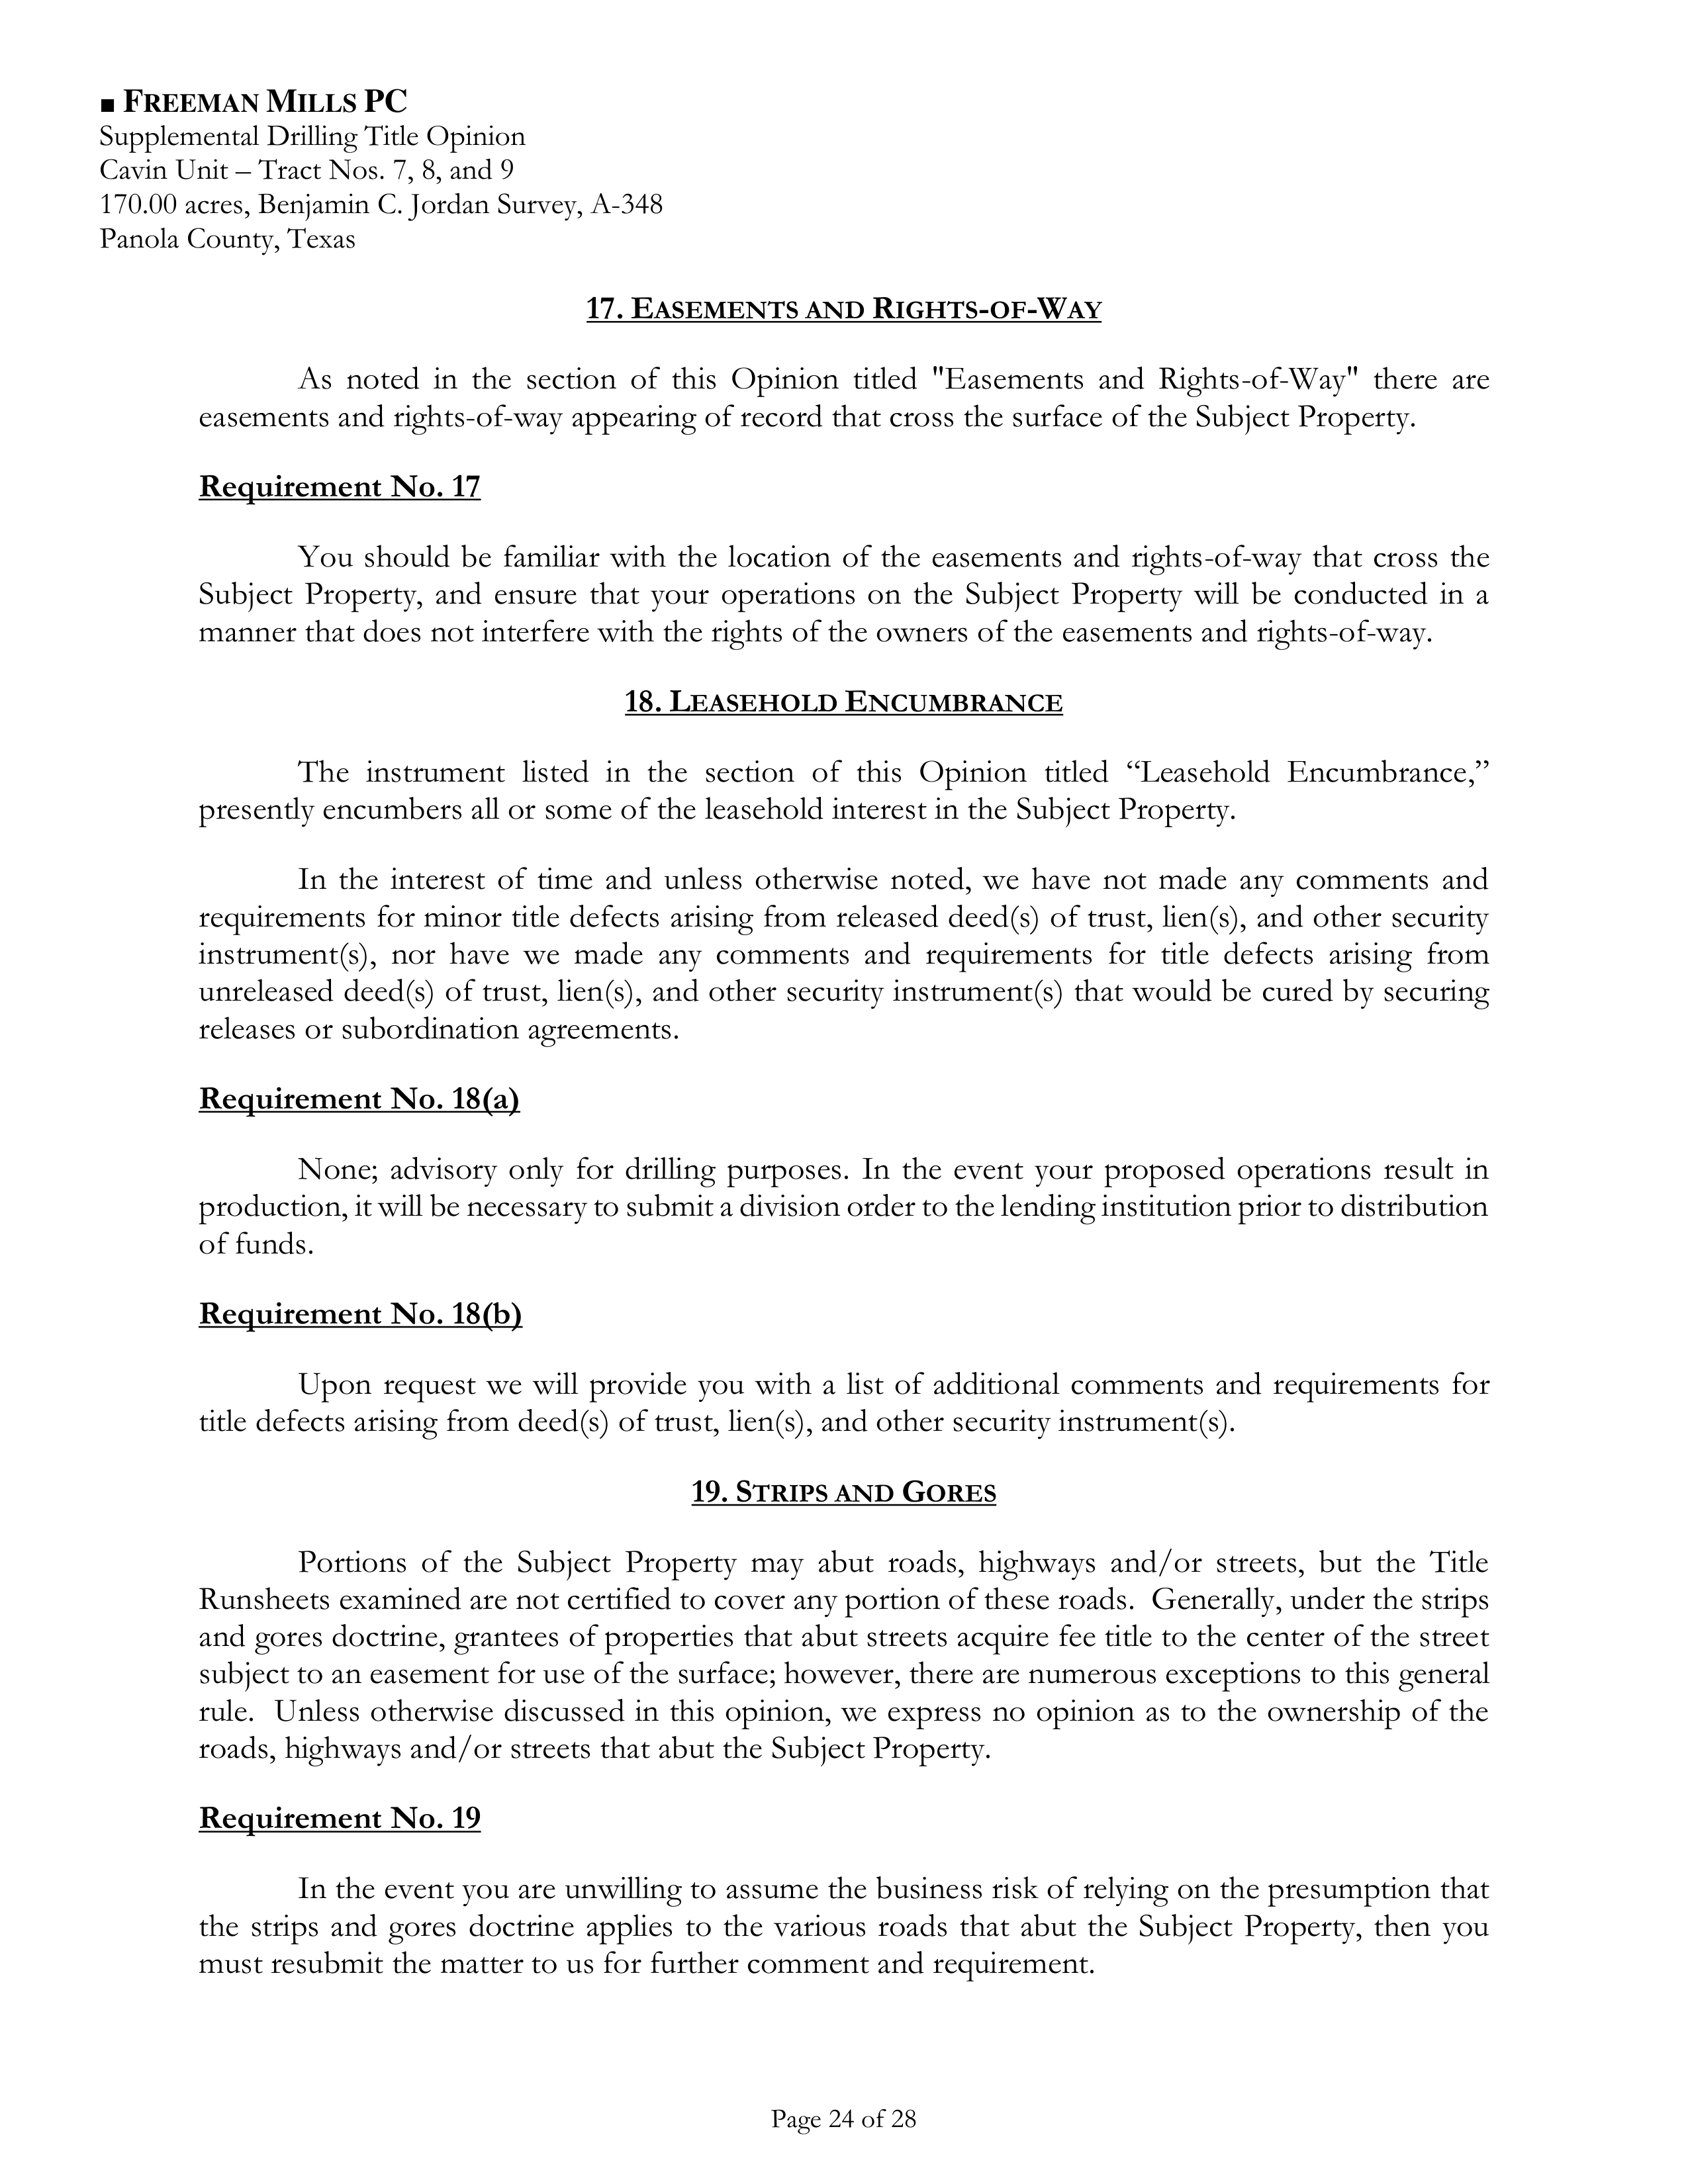 ■ FREEMAN MILLS PC
Supplemental Drilling Title Opinion
Cavin Unit – Tract Nos. 7, 8, and 9
170.00 acres, Benjamin C. Jordan Survey, A-348
Panola County, Texas
17. EASEMENTS AND RIGHTS-OF-WAY
As noted in the section of this Opinion titled "Easements and Rights-of-Way" there are
easements and rights-of-way appearing of record that cross the surface of the Subject Property.
Requirement No. 17
You should be familiar with the location of the easements and rights-of-way that cross the
Subject Property, and ensure that your operations on the Subject Property will be conducted in a
manner that does not interfere with the rights of the owners of the easements and rights-of-way.
18. LEASEHOLD ENCUMBRANCE
The instrument listed in the section of this Opinion titled “Leasehold Encumbrance,”
presently encumbers all or some of the leasehold interest in the Subject Property.
In the interest of time and unless otherwise noted, we have not made any comments and
requirements for minor title defects arising from released deed(s) of trust, lien(s), and other security
instrument(s), nor have we made any comments and requirements for title defects arising from
unreleased deed(s) of trust, lien(s), and other security instrument(s) that would be cured by securing
releases or subordination agreements.
Requirement No. 18(a)
None; advisory only for drilling purposes. In the event your proposed operations result in
production, it will be necessary to submit a division order to the lending institution prior to distribution
of funds.
Requirement No. 18(b)
Upon request we will provide you with a list of additional comments and requirements for
title defects arising from deed(s) of trust, lien(s), and other security instrument(s).
19. STRIPS AND GORES
Portions of the Subject Property may abut roads, highways and/or streets, but the Title
Runsheets examined are not certified to cover any portion of these roads.  Generally, under the strips
and gores doctrine, grantees of properties that abut streets acquire fee title to the center of the street
subject to an easement for use of the surface; however, there are numerous exceptions to this general
rule.  Unless otherwise discussed in this opinion, we express no opinion as to the ownership of the
roads, highways and/or streets that abut the Subject Property.
Requirement No. 19
In the event you are unwilling to assume the business risk of relying on the presumption that
the strips and gores doctrine applies to the various roads that abut the Subject Property, then you
must resubmit the matter to us for further comment and requirement.
Page 24 of 28